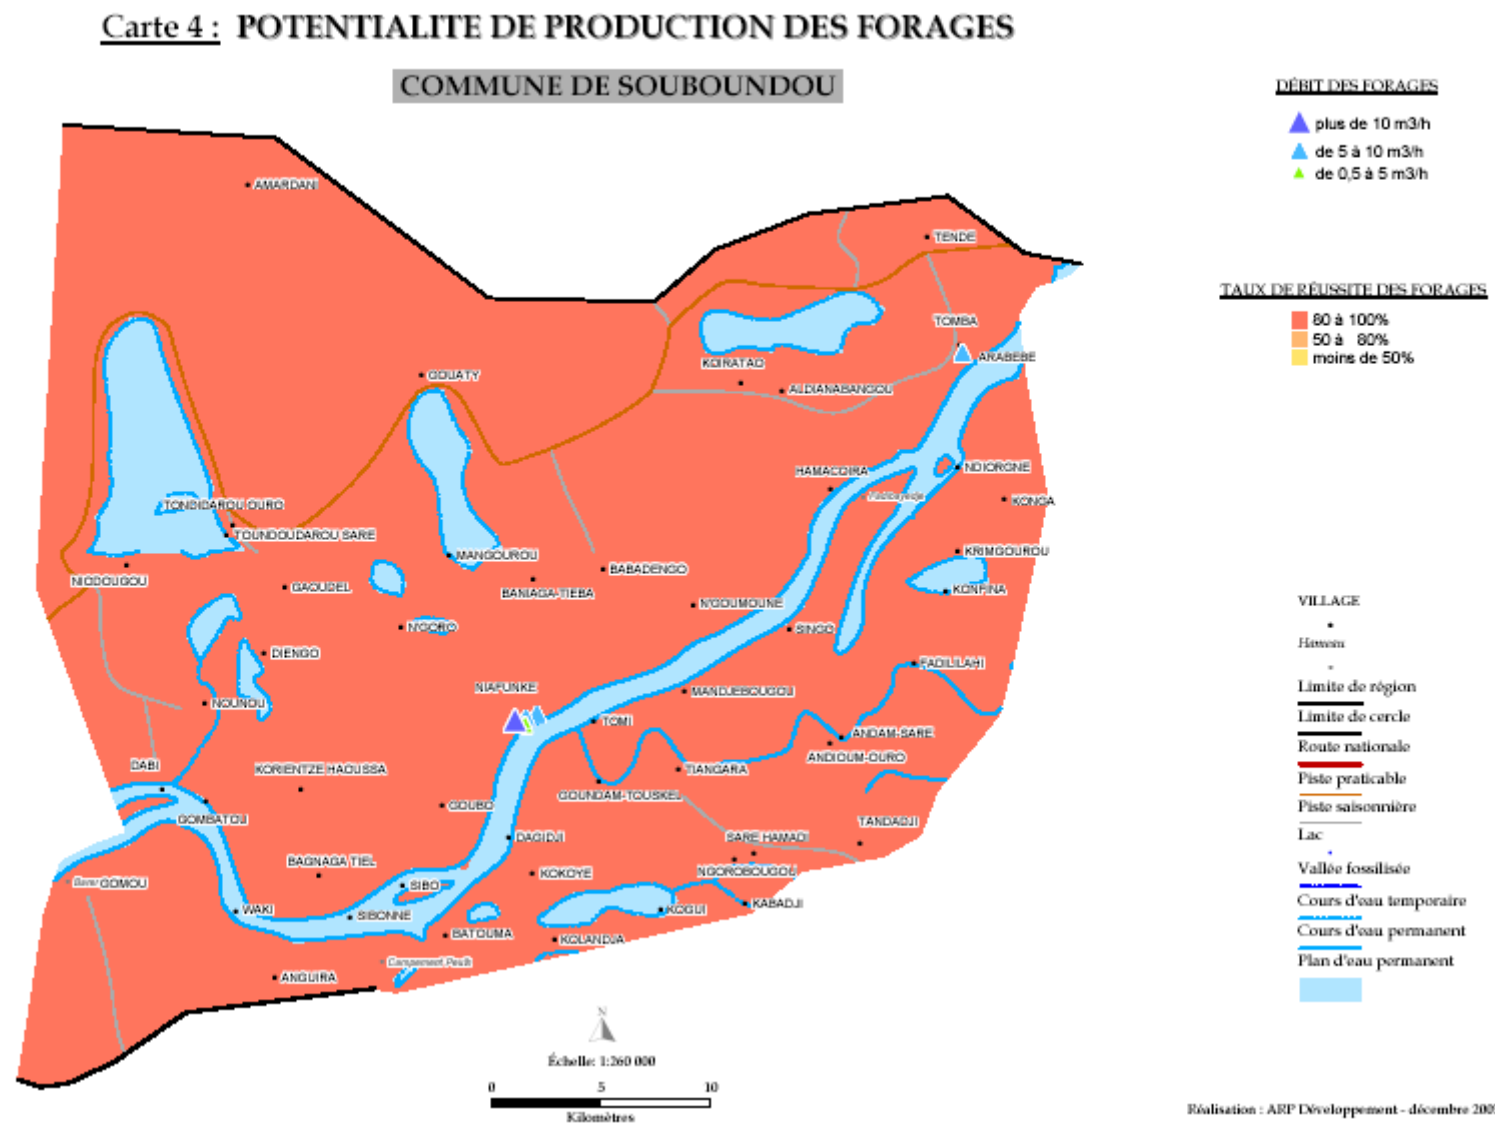 Carte 4 : POTENTIALITE DE PRODUCTION DES FORAGES
COMMUNE DE SOUBOUNDOU
DÉBIT DES FORAGES
plus de 10 m3/h
de 5 à 10 m3/h
de 0,5 à 5 m3/h
TAUX DE RÉUSSITE DES FORAGES
80 à 100%
50 à 80%
moins de 50%
AMARDANI
TENDE
TOMBA
ARABEBE
KOIRATAO
ALDIANABANGOU
GOUATY
HAMACOIRA
NDIORGNE
KONGA
TONDIDAROU OURO
TOUNDOUDAROU SARE
MANGOUROU
KRIMGOUROU
NIODOUGOU
GAOUDEL
BANIAGA-TIEBA
BABADENGO
KONFINA
N'GOUMOUNE
N'GORO
SINGO
DIENGO
FADILILAHI
NIAFUNKE
MANDJEBOUGOU
NOUNOU
TOMI
ANDAM-SARE
ANDIOUM-OURO
DABI
KORIENTZE HAOUSSA
TIANGARA
GOUNDAM-TOUSKEL
GOUBO
GOMBATOU
TANDADJI
DAGIDJI
SARE HAMADI
BAGNAGA TIEL
NGOROBOUGOU
KOKOYE
GOMOU
SIBO
WAKI
SIBONNE
KOGUI
KABADJI
BATOUMA
KOUANDJA
Campement Peulh
ANGUIRA
VILLAGE
Hameau
Limite de région
Limite de cercle
Route nationale
Piste praticable
Piste saisonnière
Lac
Vallée fossilisée
Cours d'eau temporaire
Cours d'eau permanent
Plan d'eau permanent
N
Échelle: 1:260 000
0 5 10
Kilomètres
Réalisation : ARP Développement - décembre